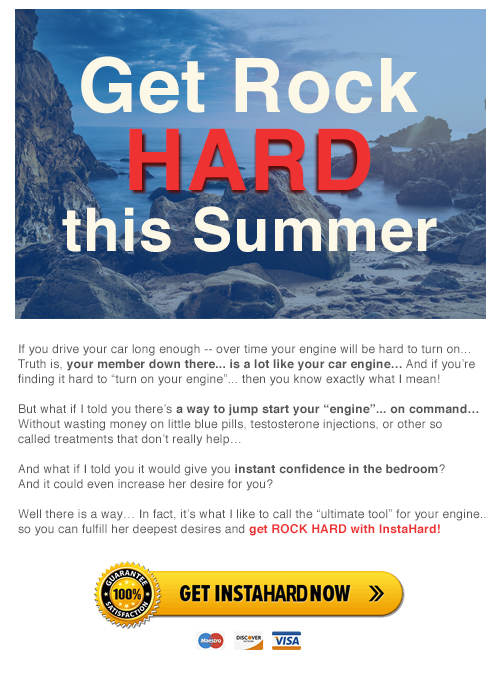 Get Rock
HARD
this Summer
If you drive your car long enough -- over time your engine will be hard to turn on...
Truth is, your member down there... is a lot like your car engine... And if you're
finding it hard to “turn on your engine”... then you know exactly what I mean!
But what if I told you there's a way to jump start your “engine”... on command...
Without wasting money on little blue pills, testosterone injections, or other so
called treatments that don't really help...
And what if I told you it would give you instant confidence in the bedroom?
And it could even increase her desire for you?
Well there is a way... In fact, it's what I like to call the “ultimate tool” for your engine..
so you can fulfill her deepest desires and get ROCK HARD with InstaHard!
GUARANTEE
100%
SATISFACTION
GET INSTAHARD NOW »
Maestro DISCOVER VISA